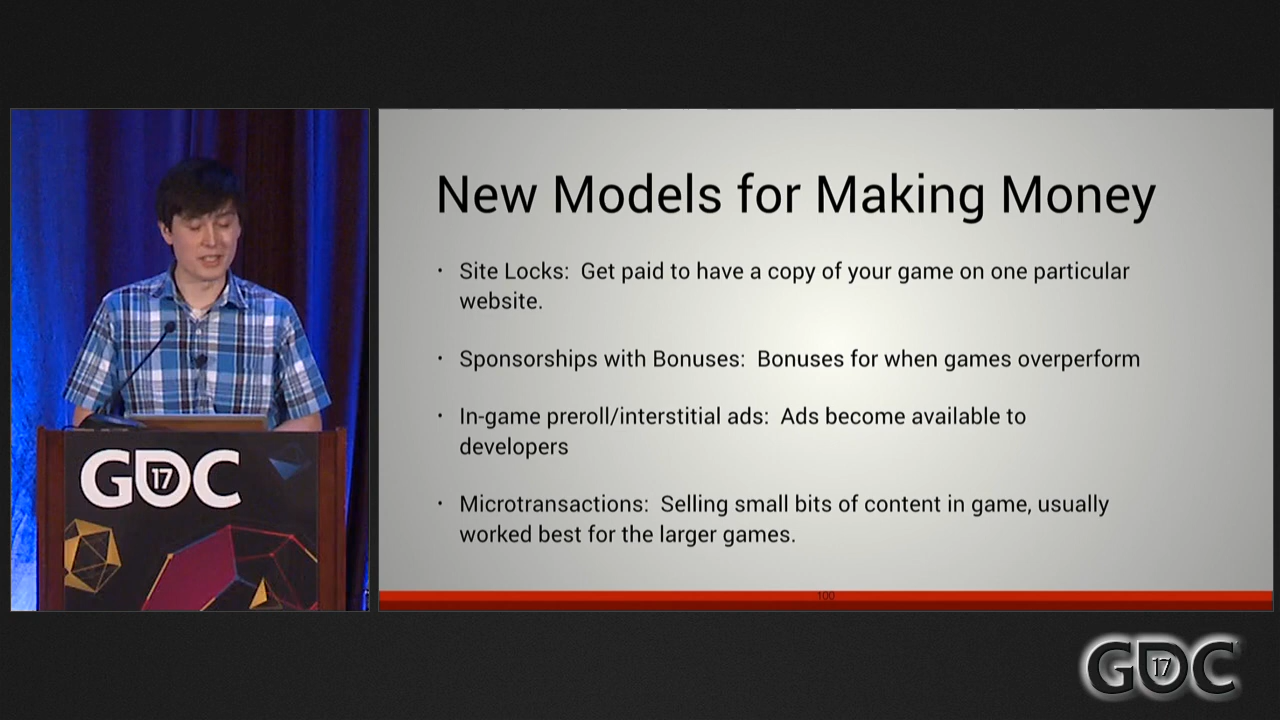 New Models for Making Money
· Site Locks: Get paid to have a copy of your game on one particular
website.
· Sponsorships with Bonuses: Bonuses for when games overperform
· In-game preroll/interstitial ads: Ads become available to
developers
· Microtransactions: Selling small bits of content in game, usually
worked best for the larger games.
100
GDC 17
GDC 17